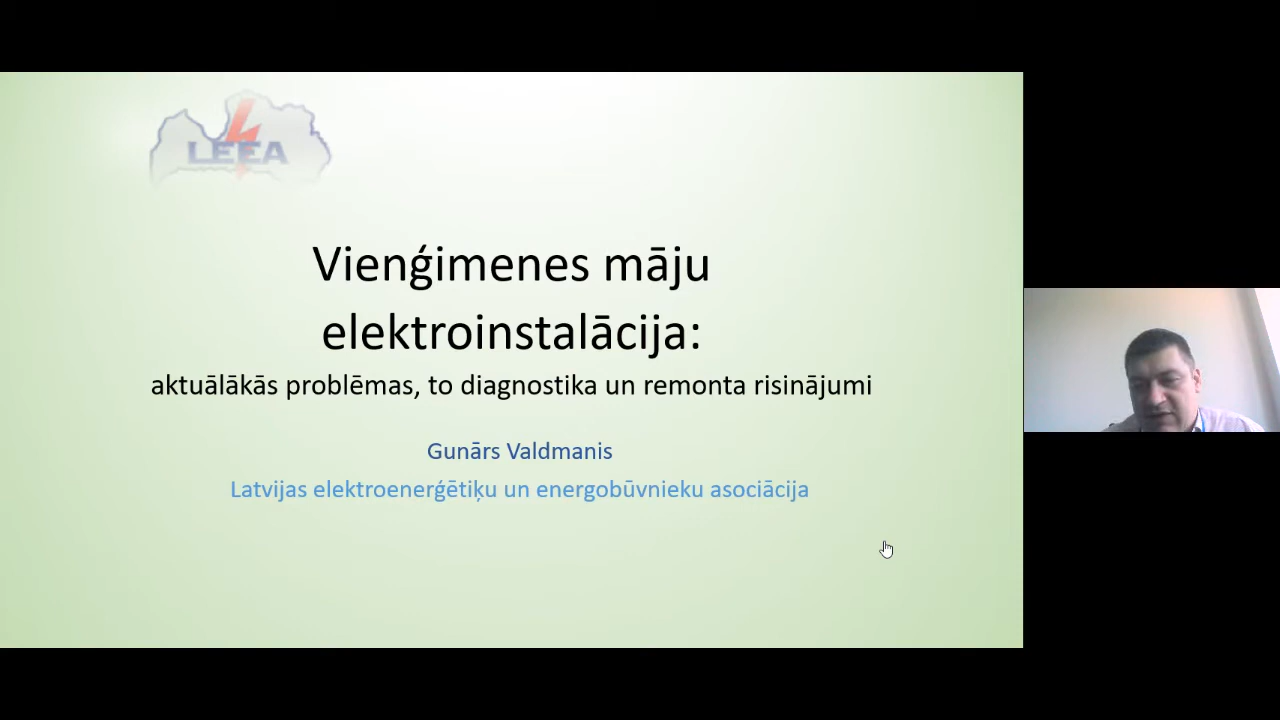 LEEA
Vienģimenes māju
elektroinstalācija:
aktuālākās problēmas, to diagnostika un remonta risinājumi
Gunārs Valdmanis
Latvijas elektroenerģētiķu un energobūvnieku asociācija